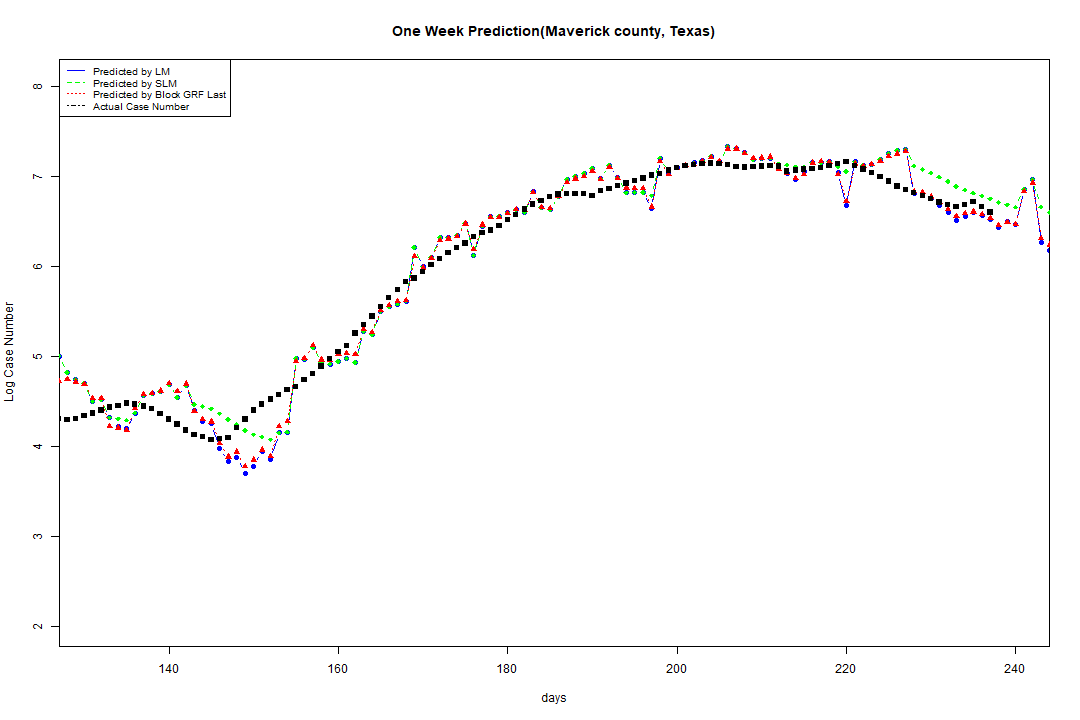 One Week Prediction(Maverick county, Texas)
Predicted by LM
Predicted by SLM
Predicted by Block GRF Last
Actual Case Number
8
7
6
5
4
3
2
Log Case Number
140 160 180 200 220 240
days